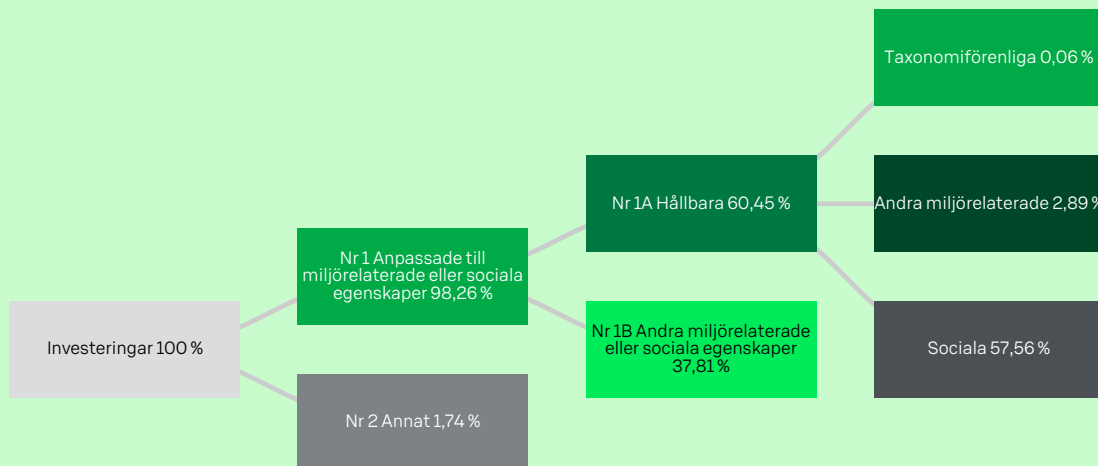 Investeringar 100 %
Nr 1 Anpassade till
miljörelaterade eller sociala
egenskaper 98,26 %
Nr 2 Annat 1,74 %
Nr 1A Hållbara 60,45 %
Nr 1B Andra miljörelaterade
eller sociala egenskaper
37,81 %
Taxonomiförenliga 0,06 %
Andra miljörelaterade 2,89 %
Sociala 57,56 %